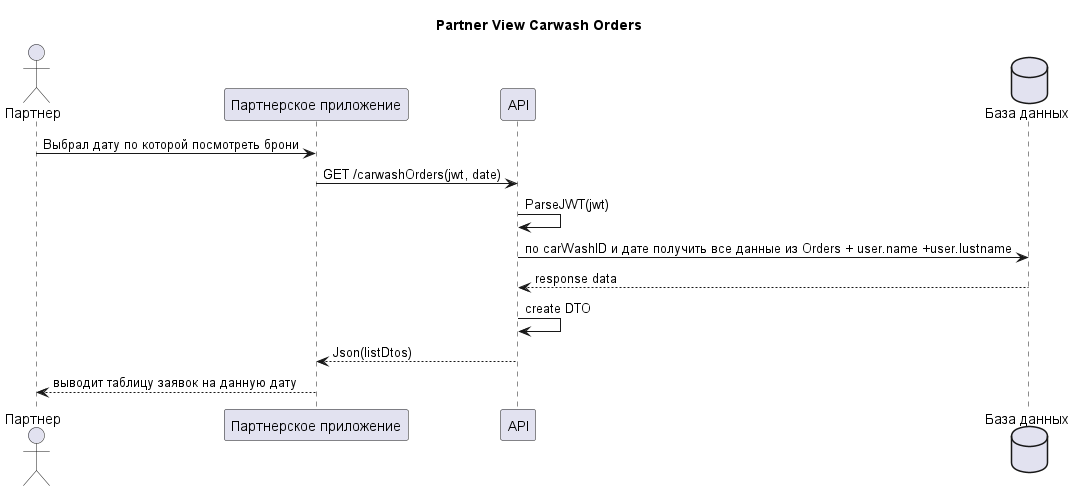 Partner View Carwash Orders
Партнер
Партнерское приложение
API
База данных
Выбрал дату по которой посмотреть брони
GET /carwashOrders(jwt, date)
ParseJWT(jwt)
по carWashID и дате получить все данные из Orders + user.name +user.lustname
response data
create DTO
Json(listDtos)
выводит таблицу заявок на данную дату
Партнер
Партнерское приложение
API
База данных